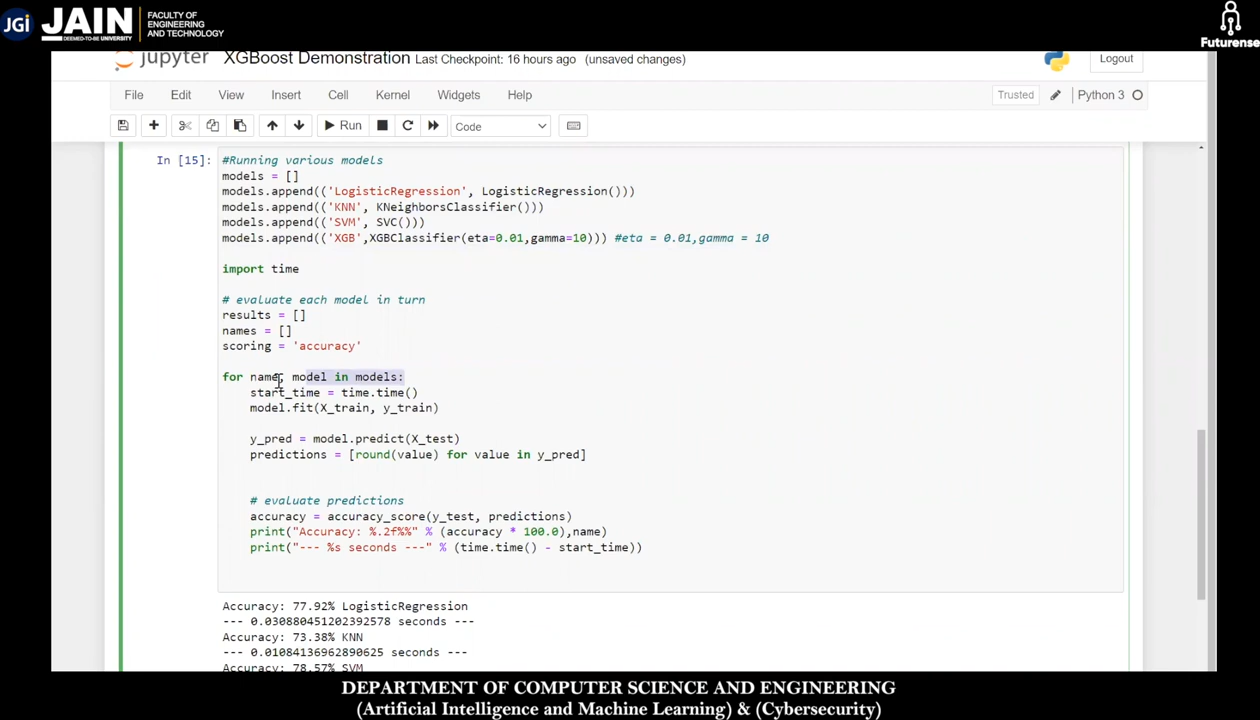 JGI JAIN
DEEMED-TO-BE UNIVERSITY
FACULTY OF
ENGINEERING
AND TECHNOLOGY
Futurense
jupyter XGBoost Demonstration Last Checkpoint: 16 hours ago (unsaved changes)
Logout
File Edit View Insert Cell Kernel Widgets Help
Trusted Python 3
Run Code
In [15]:
#Running various models
models = []
models.append(('LogisticRegression', LogisticRegression()))
models.append(('KNN', KNeighborsClassifier()))
models.append(('SVM', SVC()))
models.append(('XGB',XGBClassifier(eta=0.01,gamma=10))) #eta = 0.01,gamma = 10
import time
# evaluate each model in turn
results = []
names = []
scoring = 'accuracy'
for name, model in models:
start_time = time.time()
model.fit(X_train, y_train)
y_pred = model.predict(X_test)
predictions = [round(value) for value in y_pred]
# evaluate predictions
accuracy = accuracy_score(y_test, predictions)
print("Accuracy: %.2f%%" % (accuracy * 100.0),name)
print("--- %s seconds ---" % (time.time() - start_time))
Accuracy: 77.92% LogisticRegression
--- 0.030880451202392578 seconds ---
Accuracy: 73.38% KNN
--- 0.01084136962890625 seconds ---
Accuracy: 78.57% SVM
DEPARTMENT OF COMPUTER SCIENCE AND ENGINEERING
(Artificial Intelligence and Machine Learning) & (Cybersecurity)